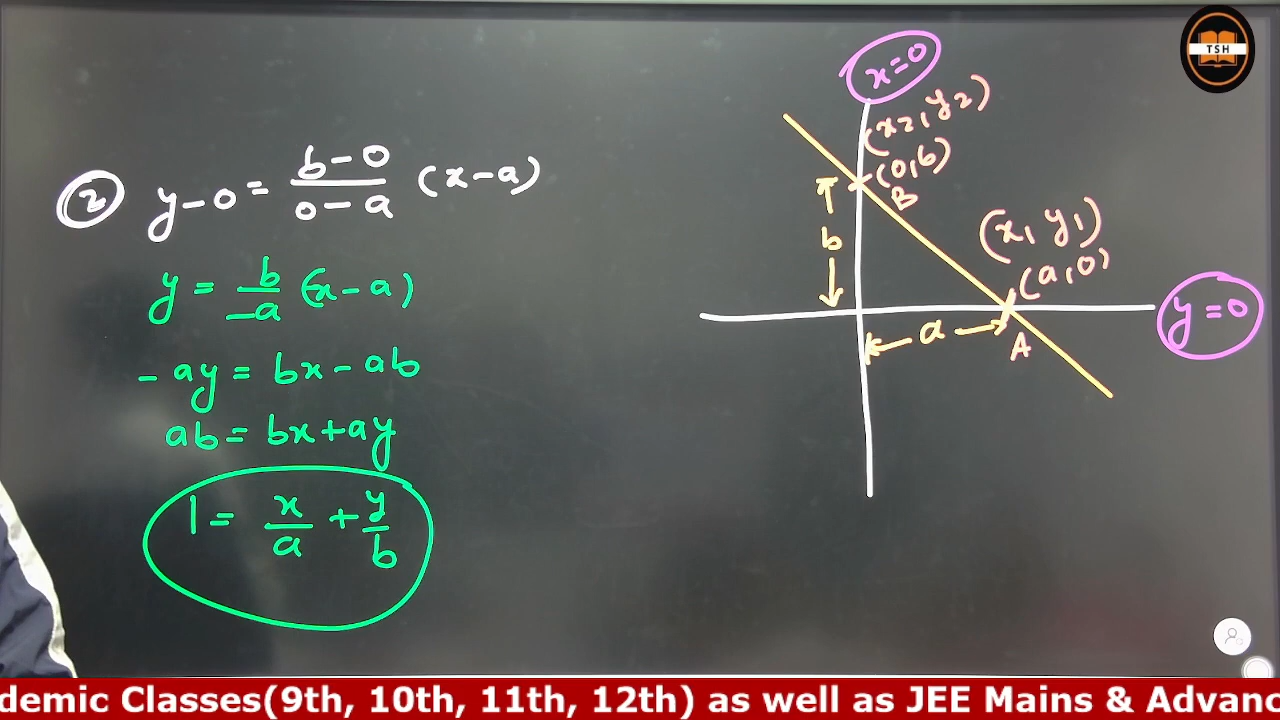 ② y-0 = b-0/0-a (x-a)
y = b/-a (x-a)
-ay = bx-ab
ab = bx+ay
1 = x/a + y/b
x=0
(x2, y2)
(0,b)
B
b
(x1 y1)
(a,0)
a
A
y=0
TSH
demic Classes(9th, 10th, 11th, 12th) as well as JEE Mains & Advanc